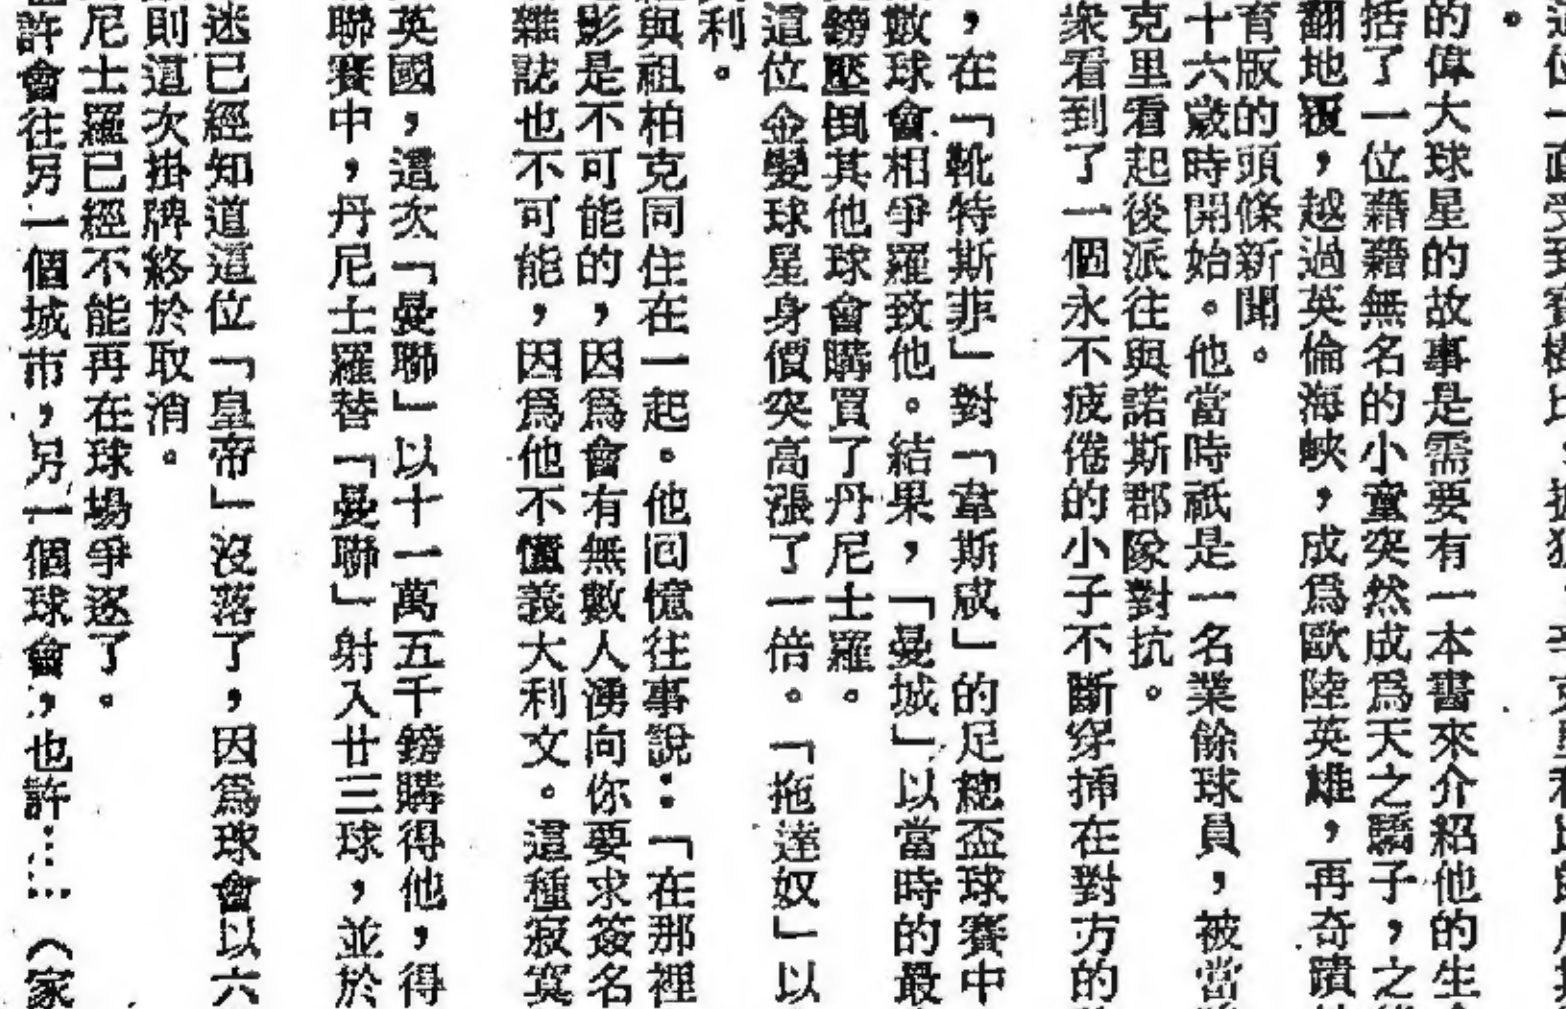 。
的偉大球星的故事是需要有一本書來介紹他的生
括了一位藉藉無名的小童突然成爲天之驕子，之
翻地覆，越過英倫海峽，成爲歐陸英雄，再奇蹟
育版的頭條新聞。
十六歲時開始。他當時祇是一名業餘球員，被當
克里看起後派往與諾斯郡隊對抗。
衆看到了一個永不疲倦的小子不斷穿揷在對方的
，在「靴特斯菲」對「韋斯咸」的足總盃球賽中
數球會相爭羅致他。結果，「曼城」以當時的最
鎊壓倒其他球會購買了丹尼士羅。
這位金髮球星身價突高漲了一倍。「拖達奴」以
利。
與祖柏克同住在一起。他囘憶往事說：「在那裡
影是不可能的，因爲會有無數人湧向你要求簽名
雜誌也不可能，因爲他不懂義大利文。這種寂寞
英國，這次「曼聯」以十一萬五千鎊購得他，得
聯賽中，丹尼士羅替「曼聯」射入廿三球，並於
迷已經知道這位「皇帝」沒落了，因爲球會以六
則這次掛牌終於取消。
尼士羅已經不能再在球場爭逐了。
許會往另一個城市，另一個球會，也許……（家